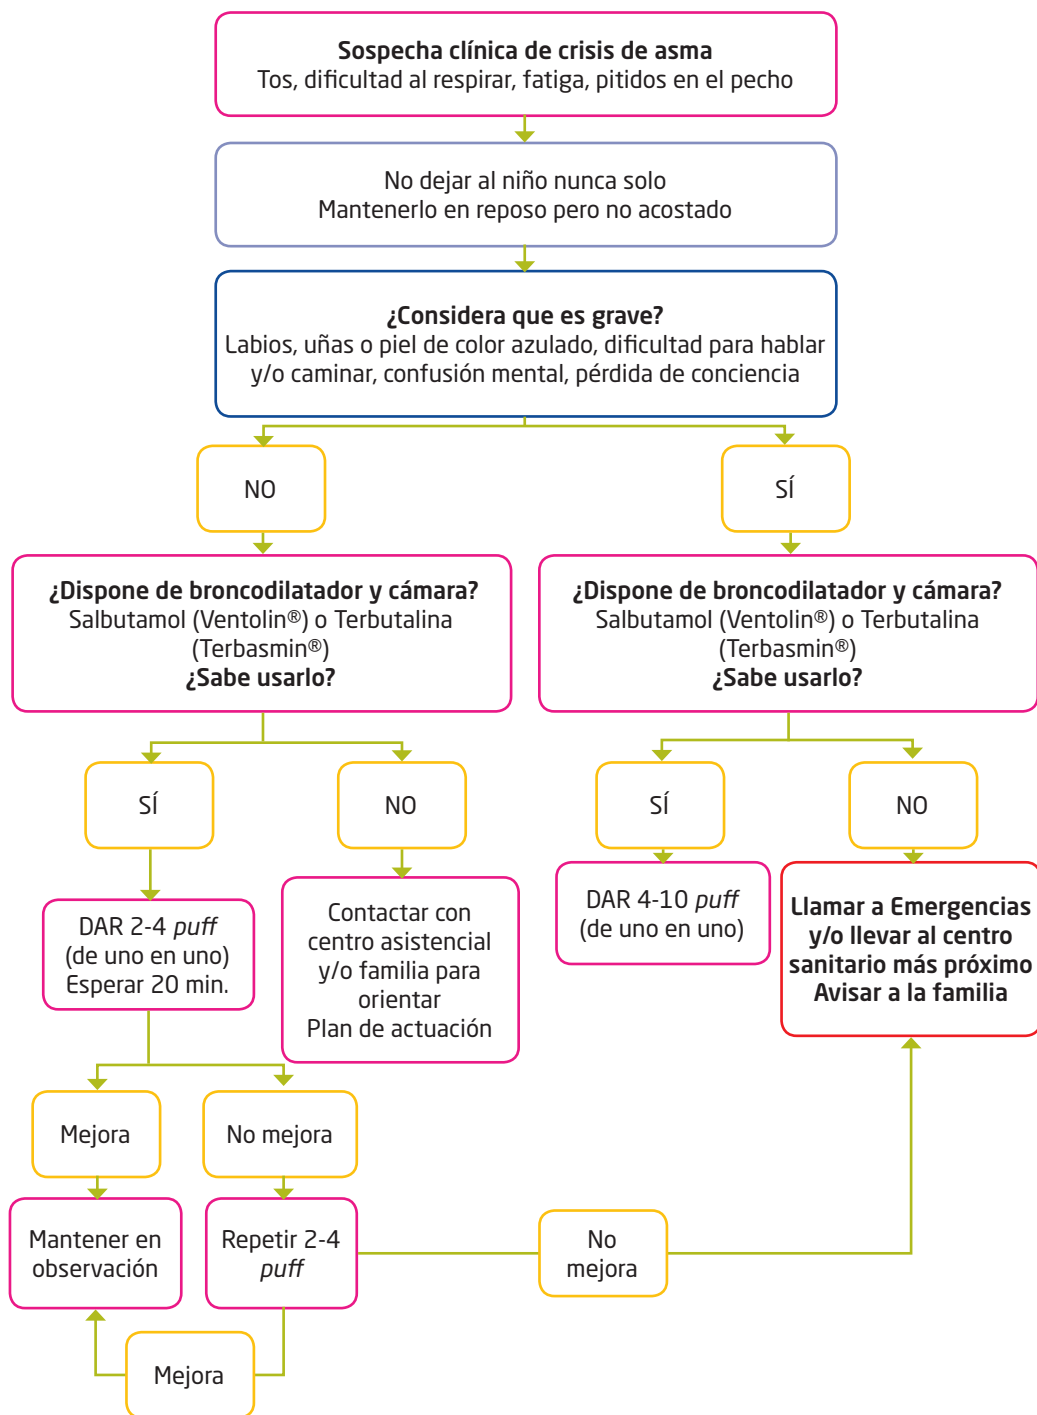 Sospecha clínica de crisis de asma
Tos, dificultad al respirar, fatiga, pitidos en el pecho
No dejar al niño nunca solo
Mantenerlo en reposo pero no acostado
¿Considera que es grave?
Labios, uñas o piel de color azulado, dificultad para hablar
y/o caminar, confusión mental, pérdida de conciencia
NO
SÍ
¿Dispone de broncodilatador y cámara?
Salbutamol (Ventolin®) o Terbutalina
(Terbasmin®)
¿Sabe usarlo?
¿Dispone de broncodilatador y cámara?
Salbutamol (Ventolin®) o Terbutalina
(Terbasmin®)
¿Sabe usarlo?
SÍ
NO
SÍ
NO
DAR 2-4 puff
(de uno en uno)
Esperar 20 min.
Contactar con
centro asistencial
y/o familia para
orientar
Plan de actuación
DAR 4-10 puff
(de uno en uno)
Llamar a Emergencias
y/o llevar al centro
sanitario más próximo
Avisar a la familia
Mejora
No mejora
Mantener en
observación
Repetir 2-4
puff
No
mejora
Mejora